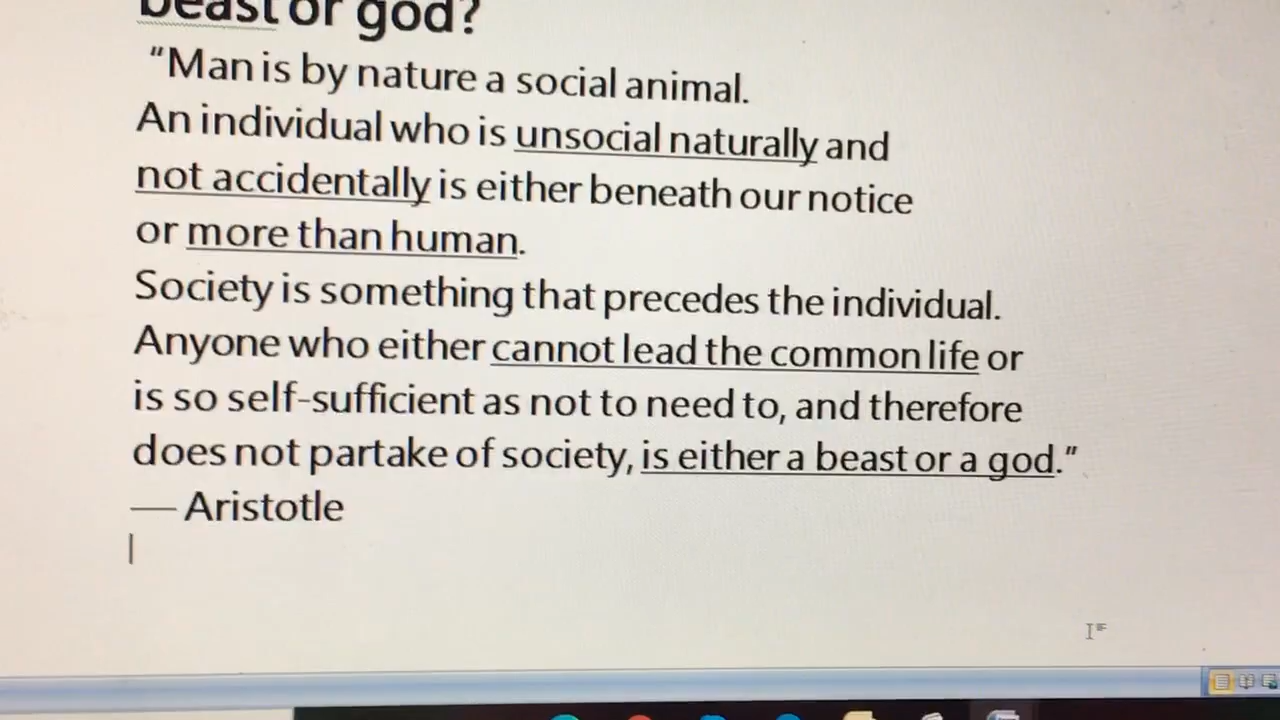 beast or god?
“Man is by nature a social animal.
An individual who is unsocial naturally and
not accidentally is either beneath our notice
or more than human.
Society is something that precedes the individual.
Anyone who either cannot lead the common life or
is so self-sufficient as not to need to, and therefore
does not partake of society, is either a beast or a god.”
— Aristotle